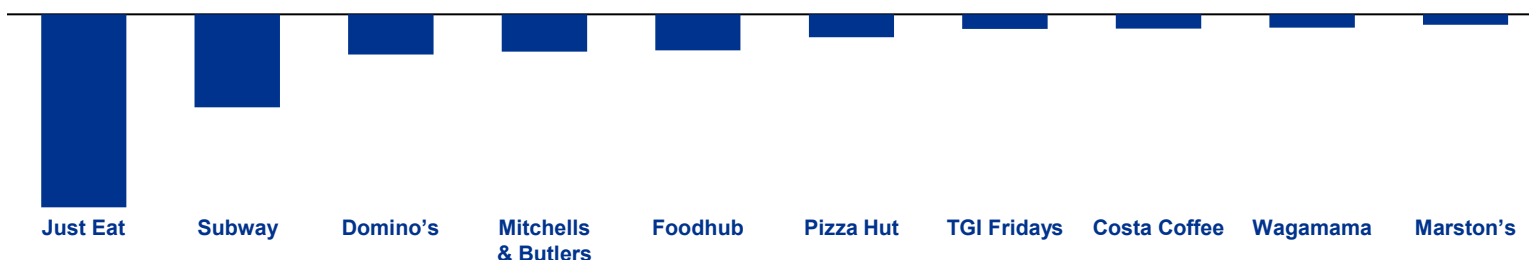 Just Eat
Subway
Domino’s
Mitchells
& Butlers
Foodhub
Pizza Hut
TGI Fridays
Costa Coffee
Wagamama
Marston’s